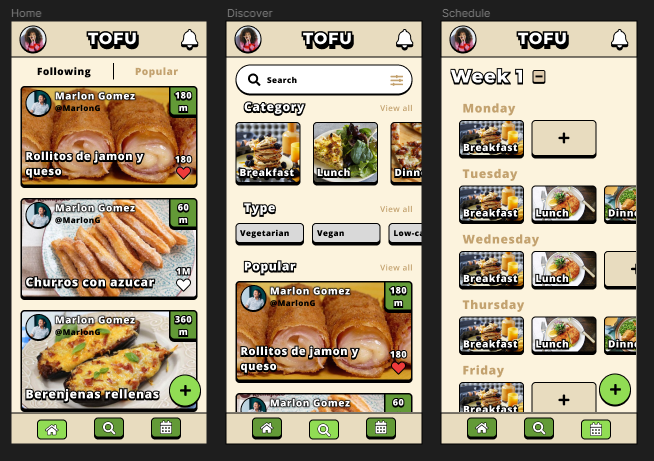 Home
TOFU
Following
Popular
Marlon Gomez
@MarlonG
180
m
Rollitos de jamon y
queso
180
Marlon Gomez
@MarlonG
60
m
Churros con azucar
1M
Marlon Gomez
@MarlonG
360
m
Berenjenas rellenas
+
Discover
TOFU
Search
Category
View all
Breakfast
Lunch
Dinn
Type
View all
Vegetarian
Vegan
Low-ca
Popular
View all
Marlon Gomez
@MarlonG
180
m
Rollitos de jamon y
queso
180
Marlon Gomez
60
Schedule
TOFU
Week 1
Monday
Breakfast
+
Tuesday
Breakfast
Lunch
Dinne
Wednesday
Breakfast
Lunch
+
Thursday
Breakfast
Lunch
Dinne
Friday
Breakfast
+
+